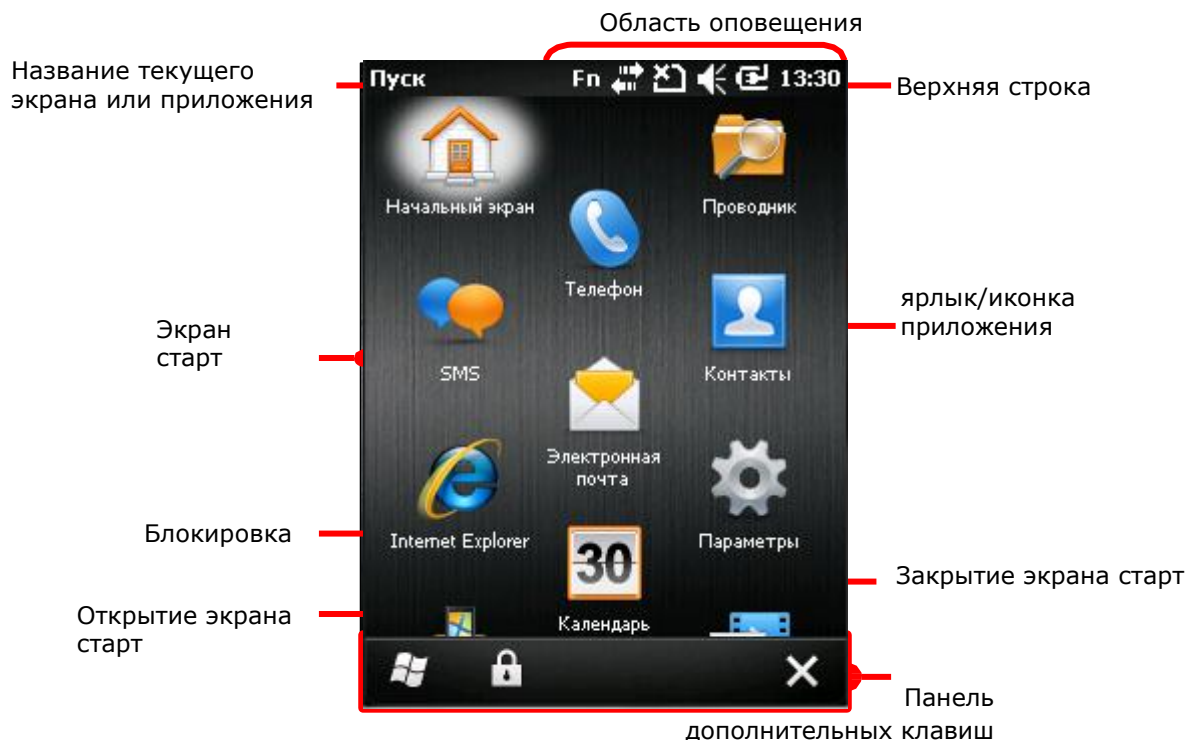 Область оповещения
Название текущего
экрана или приложения
Пуск
Fn
13:30
Верхняя строка
Начальный экран
Проводник
Телефон
ярлык/иконка
приложения
Экран
старт
SMS
Контакты
Электронная
почта
Блокировка
Internet Explorer
30
Параметры
Закрытие экрана старт
Открытие экрана
старт
Календарь
Панель
дополнительных клавиш